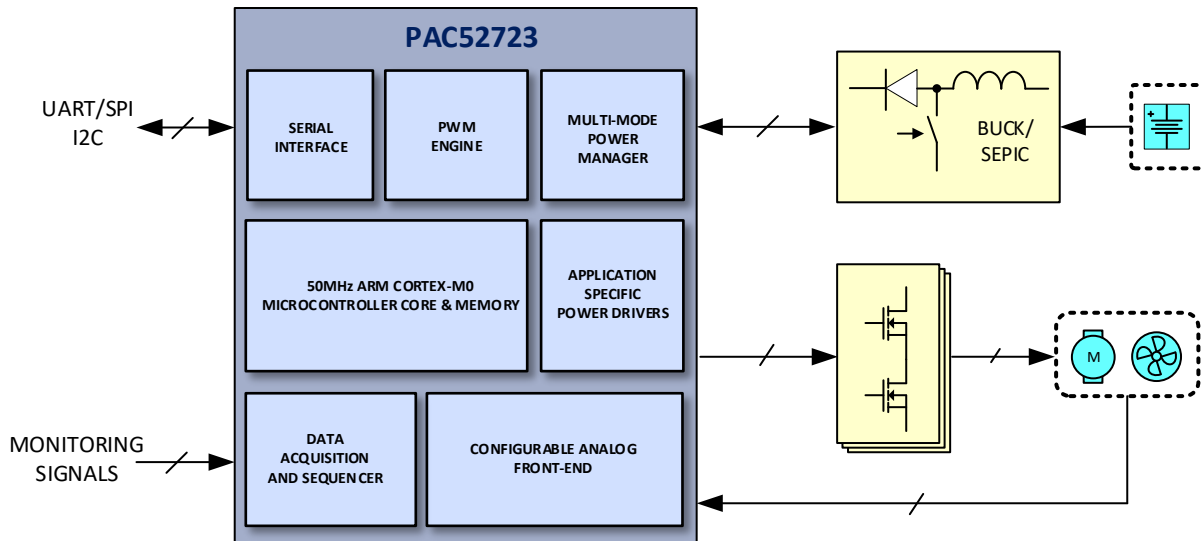 PAC52723
UART/SPI
I2C
SERIAL
INTERFACE
PWM
ENGINE
MULTI-MODE
POWER
MANAGER
BUCK/
SEPIC
+
50MHz ARM CORTEX-M0
MICROCONTROLLER CORE & MEMORY
APPLICATION
SPECIFIC
POWER DRIVERS
M
MONITORING
SIGNALS
DATA
ACQUISITION
AND SEQUENCER
CONFIGURABLE ANALOG
FRONT-END